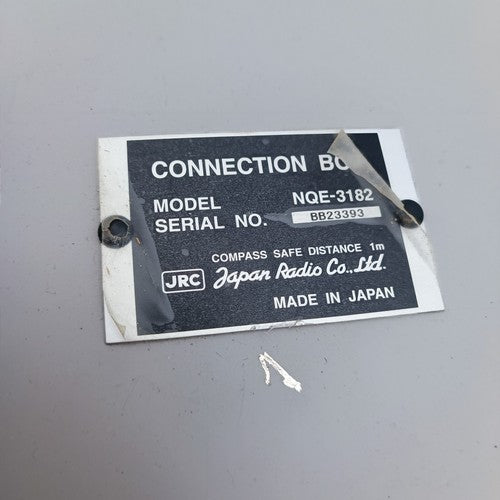 CONNECTION BO
MODEL NQE-3182
SERIAL NO. BB23393
COMPASS SAFE DISTANCE 1m
JRC Japan Radio Co., Ltd.
MADE IN JAPAN